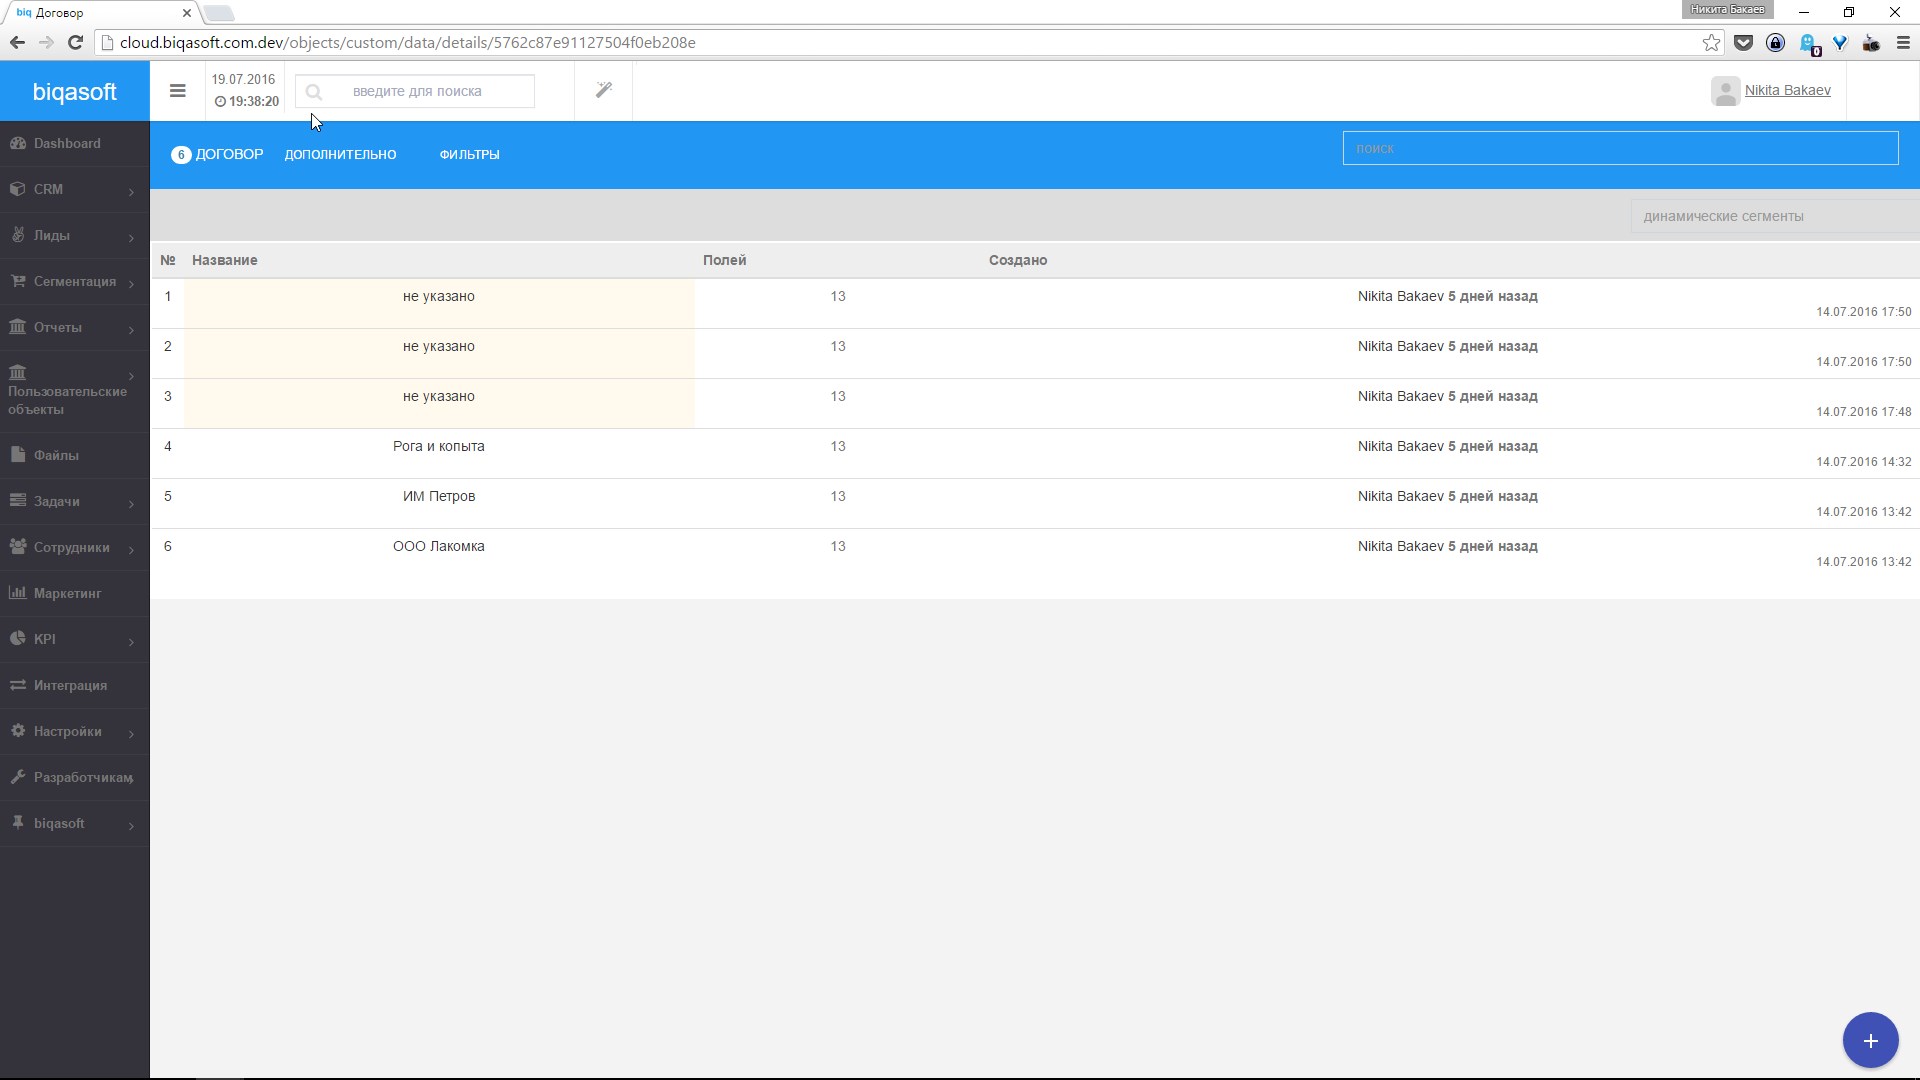 biq Договор
Никита Бакаев
cloud.biqasoft.com.dev/objects/custom/data/details/5762c87e91127504f0eb208e
0
biqasoft
19.07.2016
19:38:20
введите для поиска
Nikita Bakaev
6 ДОГОВОР ДОПОЛНИТЕЛЬНО ФИЛЬТРЫ
поиск
динамические сегменты
Dashboard
CRM
Лиды
Сегментация
Отчеты
Пользовательские
объекты
Файлы
Задачи
Сотрудники
Маркетинг
KPI
Интеграция
Настройки
Разработчикам
biqasoft
№ Название Полей Создано
1 не указано 13 Nikita Bakaev 5 дней назад
14.07.2016 17:50
2 не указано 13 Nikita Bakaev 5 дней назад
14.07.2016 17:50
3 не указано 13 Nikita Bakaev 5 дней назад
14.07.2016 17:48
4 Рога и копыта 13 Nikita Bakaev 5 дней назад
14.07.2016 14:32
5 ИМ Петров 13 Nikita Bakaev 5 дней назад
14.07.2016 13:42
6 ООО Лакомка 13 Nikita Bakaev 5 дней назад
14.07.2016 13:42